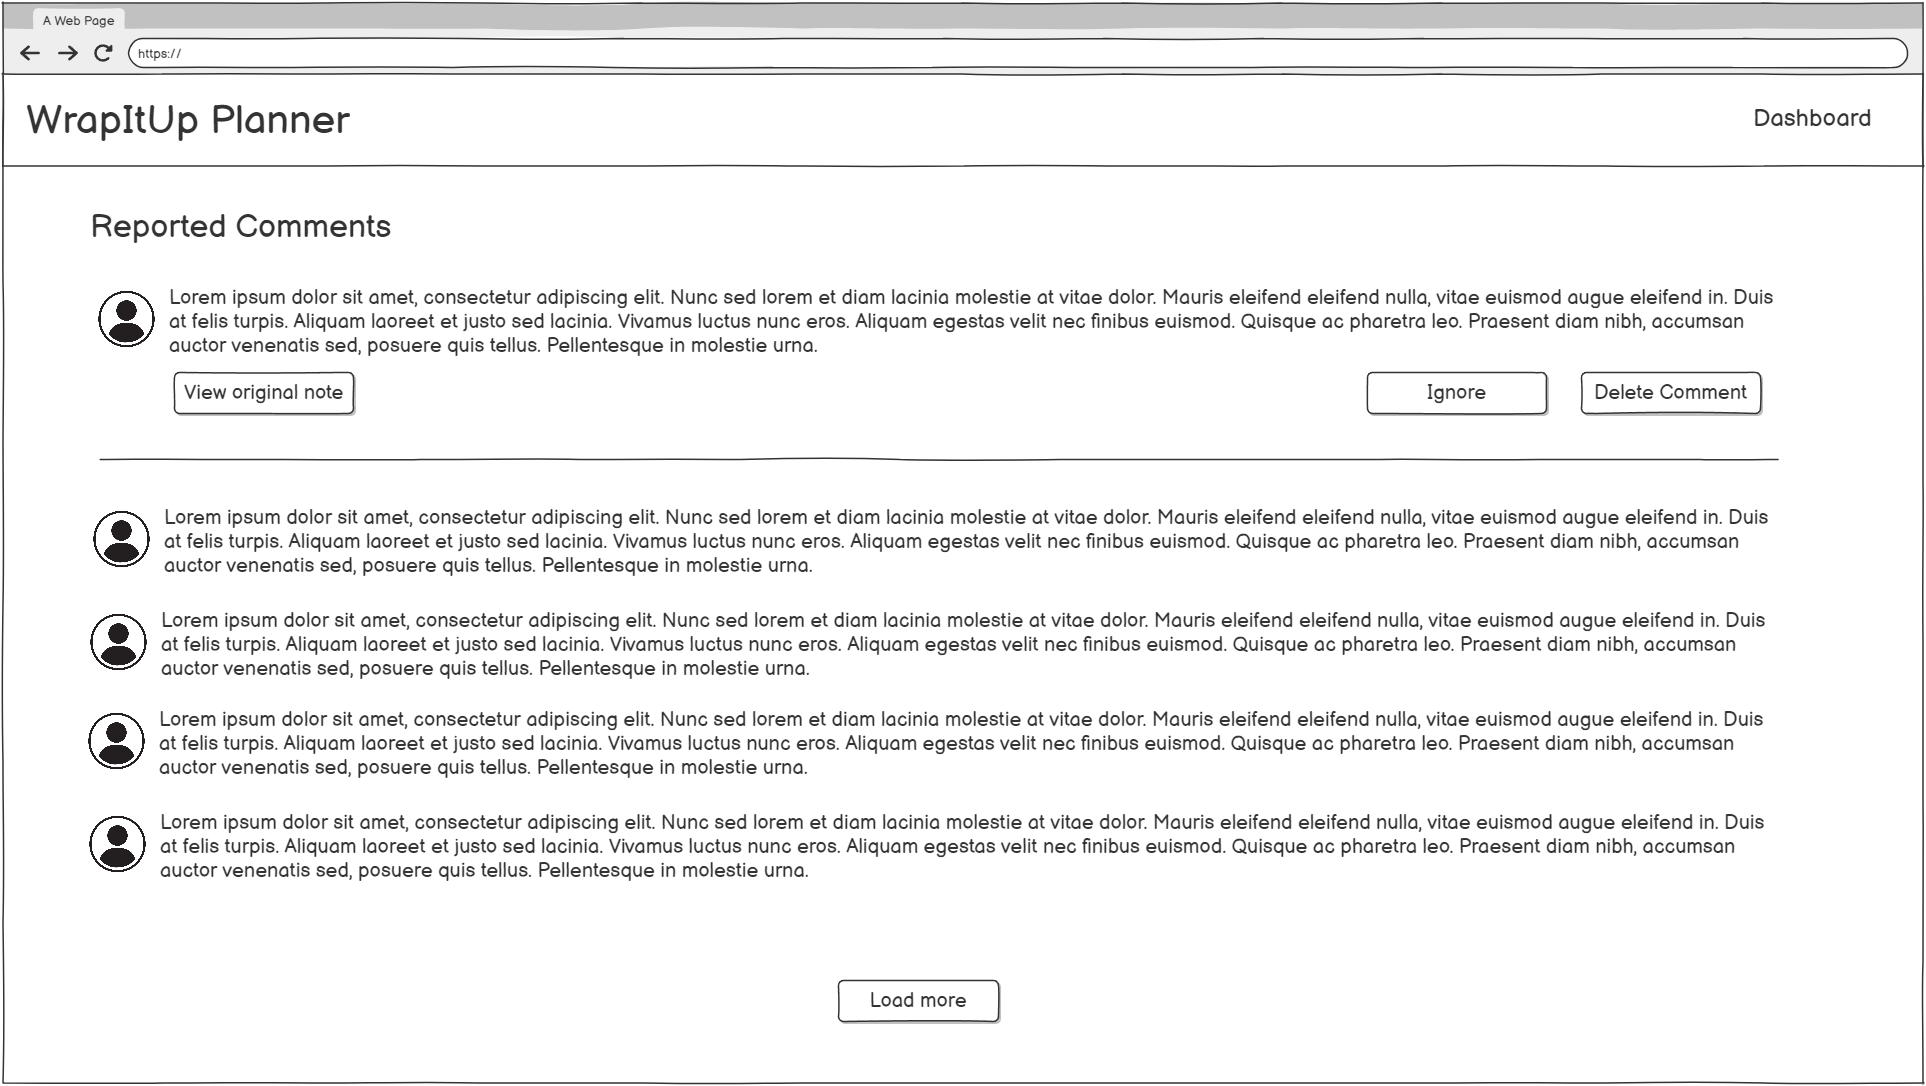 A Web Page
https://
WrapItUp Planner
Dashboard
Reported Comments
Lorem ipsum dolor sit amet, consectetur adipiscing elit. Nunc sed lorem et diam lacinia molestie at vitae dolor. Mauris eleifend eleifend nulla, vitae euismod augue eleifend in. Duis
at felis turpis. Aliquam laoreet et justo sed lacinia. Vivamus luctus nunc eros. Aliquam egestas velit nec finibus euismod. Quisque ac pharetra leo. Praesent diam nibh, accumsan
auctor venenatis sed, posuere quis tellus. Pellentesque in molestie urna.
View original note
Ignore
Delete Comment
Lorem ipsum dolor sit amet, consectetur adipiscing elit. Nunc sed lorem et diam lacinia molestie at vitae dolor. Mauris eleifend eleifend nulla, vitae euismod augue eleifend in. Duis
at felis turpis. Aliquam laoreet et justo sed lacinia. Vivamus luctus nunc eros. Aliquam egestas velit nec finibus euismod. Quisque ac pharetra leo. Praesent diam nibh, accumsan
auctor venenatis sed, posuere quis tellus. Pellentesque in molestie urna.
Lorem ipsum dolor sit amet, consectetur adipiscing elit. Nunc sed lorem et diam lacinia molestie at vitae dolor. Mauris eleifend eleifend nulla, vitae euismod augue eleifend in. Duis
at felis turpis. Aliquam laoreet et justo sed lacinia. Vivamus luctus nunc eros. Aliquam egestas velit nec finibus euismod. Quisque ac pharetra leo. Praesent diam nibh, accumsan
auctor venenatis sed, posuere quis tellus. Pellentesque in molestie urna.
Lorem ipsum dolor sit amet, consectetur adipiscing elit. Nunc sed lorem et diam lacinia molestie at vitae dolor. Mauris eleifend eleifend nulla, vitae euismod augue eleifend in. Duis
at felis turpis. Aliquam laoreet et justo sed lacinia. Vivamus luctus nunc eros. Aliquam egestas velit nec finibus euismod. Quisque ac pharetra leo. Praesent diam nibh, accumsan
auctor venenatis sed, posuere quis tellus. Pellentesque in molestie urna.
Lorem ipsum dolor sit amet, consectetur adipiscing elit. Nunc sed lorem et diam lacinia molestie at vitae dolor. Mauris eleifend eleifend nulla, vitae euismod augue eleifend in. Duis
at felis turpis. Aliquam laoreet et justo sed lacinia. Vivamus luctus nunc eros. Aliquam egestas velit nec finibus euismod. Quisque ac pharetra leo. Praesent diam nibh, accumsan
auctor venenatis sed, posuere quis tellus. Pellentesque in molestie urna.
Load more